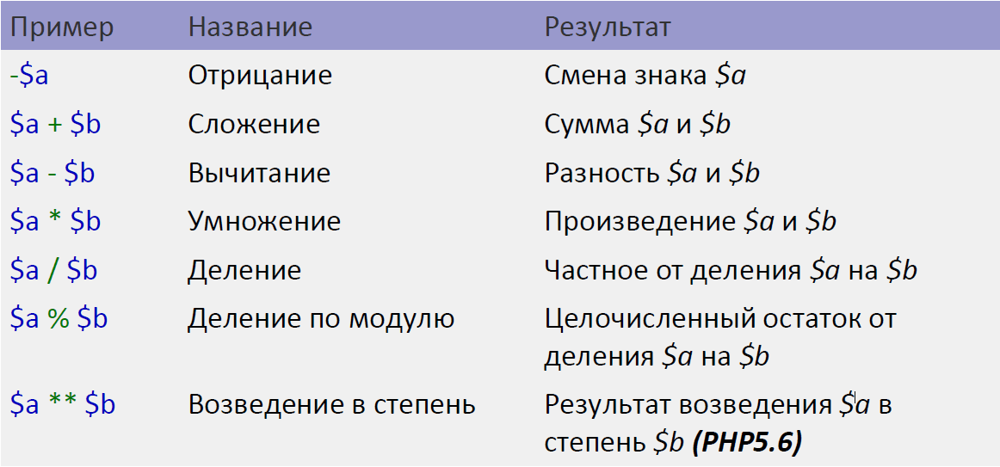 Пример Название Результат
-$a Отрицание Смена знака $a
$a + $b Сложение Сумма $a и $b
$a - $b Вычитание Разность $a и $b
$a * $b Умножение Произведение $a и $b
$a / $b Деление Частное от деления $a на $b
$a % $b Деление по модулю Целочисленный остаток от
деления $a на $b
$a ** $b Возведение в степень Результат возведения $a в
степень $b (PHP5.6)